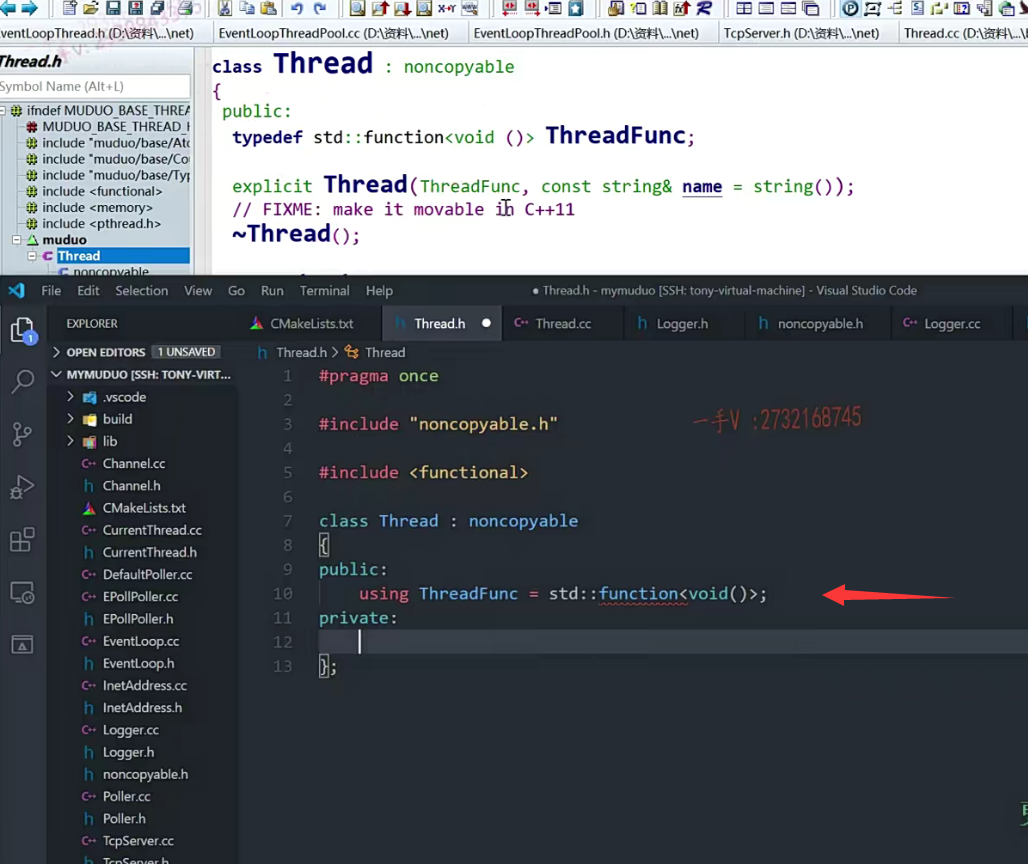 ventLoopThread.h (D:\资料\...\net)
EventLoopThreadPool.cc (D:\资料\...\net)
EventLoopThreadPool.h (D:\资料\...\net)
TcpServer.h (D:\资料\...\net)
Thread.cc (D:\资料\...\
Thread.h
Symbol Name (Alt+L)
ifndef MUDUO_BASE_THREA
MUDUO_BASE_THREAD_H
include "muduo/base/Ato
include "muduo/base/Co
include "muduo/base/Typ
include <functional>
include <memory>
include <pthread.h>
muduo
Thread
noncopyable
class Thread : noncopyable
{
public:
typedef std::function<void ()> ThreadFunc;
explicit Thread(ThreadFunc, const string& name = string());
// FIXME: make it movable in C++11
~Thread();
File Edit Selection View Go Run Terminal Help
● Thread.h - mymuduo [SSH: tony-virtual-machine] - Visual Studio Code
EXPLORER
CMakeLists.txt
Thread.h ●
Thread.cc
Logger.h
noncopyable.h
Logger.cc
OPEN EDITORS 1 UNSAVED
MYMUDUO [SSH: TONY-VIRT...
.vscode
build
lib
Channel.cc
Channel.h
CMakeLists.txt
CurrentThread.cc
CurrentThread.h
DefaultPoller.cc
EPollPoller.cc
EPollPoller.h
EventLoop.cc
EventLoop.h
InetAddress.cc
InetAddress.h
Logger.cc
Logger.h
noncopyable.h
Poller.cc
Poller.h
TcpServer.cc
TcpServer.h
Thread.h > Thread
1 #pragma once
2
3 #include "noncopyable.h"
4
5 #include <functional>
6
7 class Thread : noncopyable
8 {
9 public:
10 using ThreadFunc = std::function<void()>;
11 private:
12
13 };
一手V :2732168745